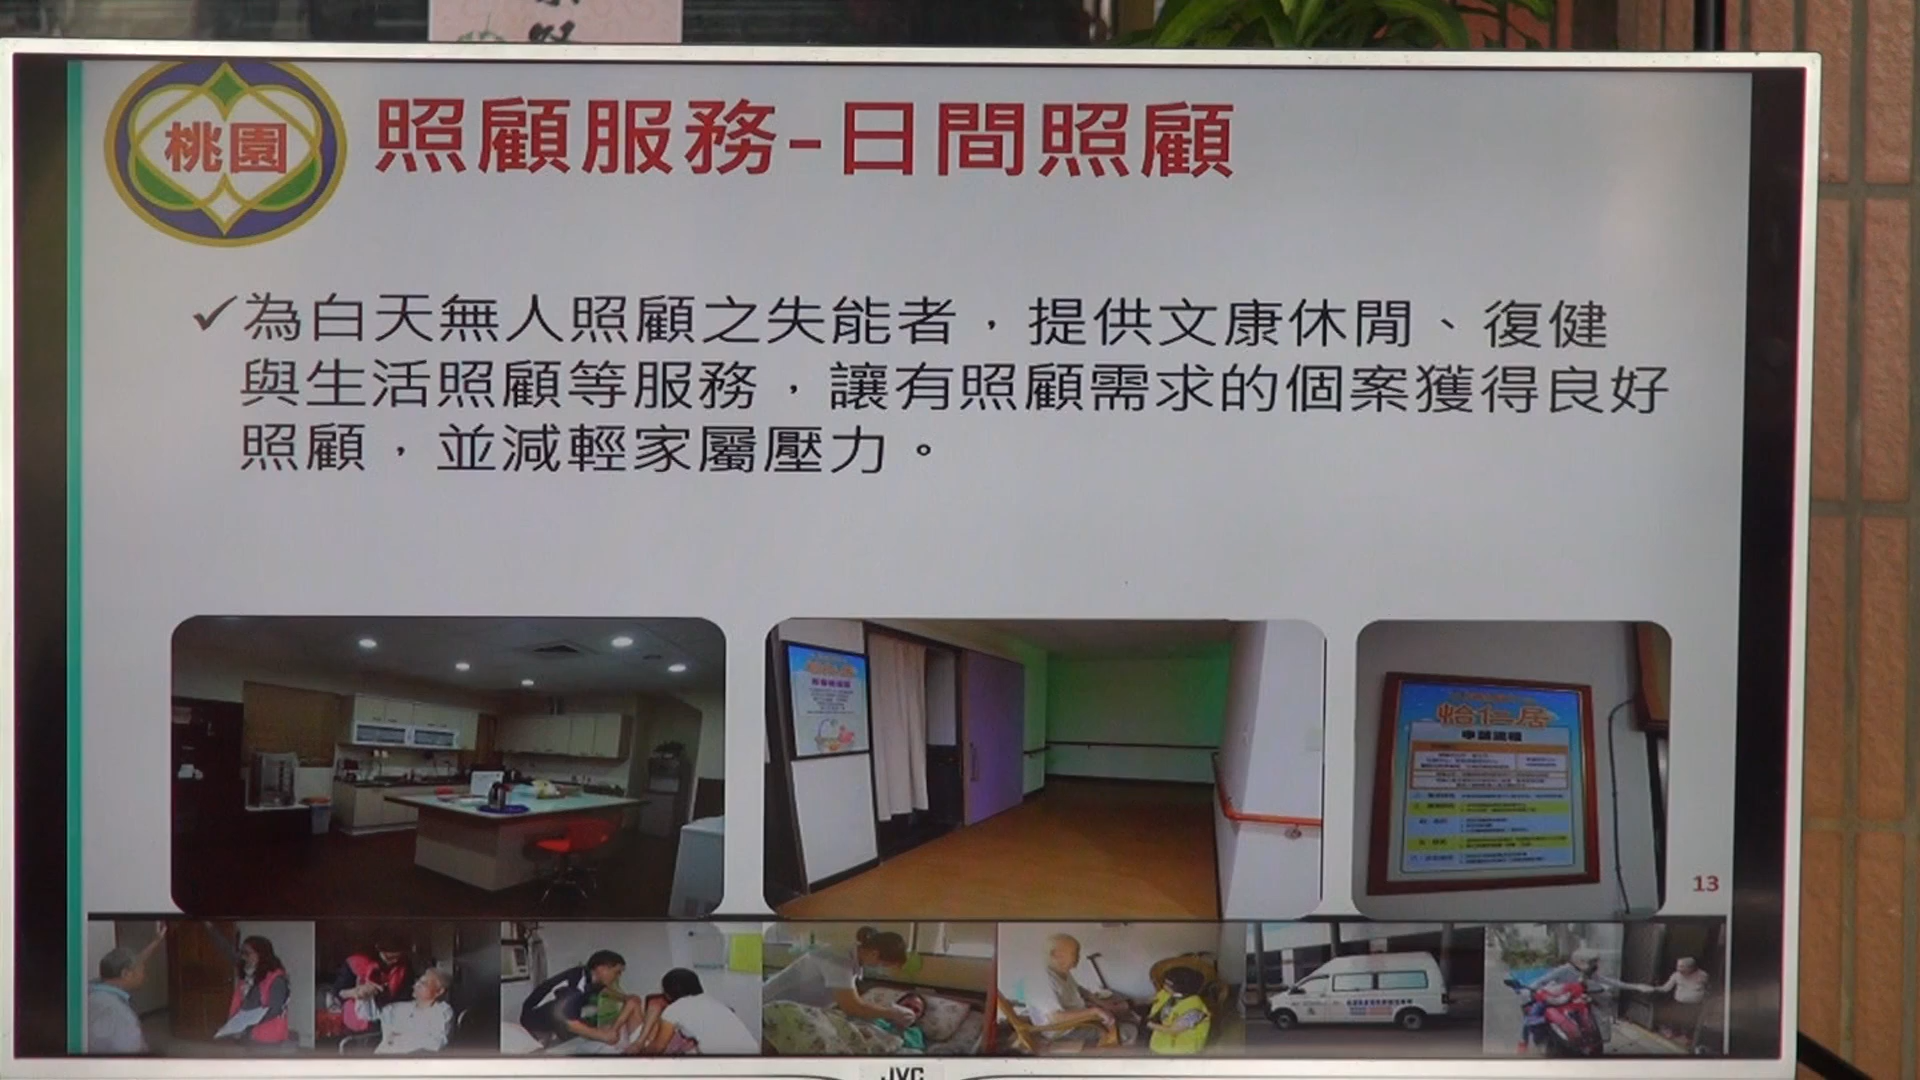 桃園
照顧服務-日間照顧
✓為白天無人照顧之失能者，提供文康休閒、復健
與生活照顧等服務，讓有照顧需求的個案獲得良好
照顧，並減輕家屬壓力。
怡仁居
申請流程
13
JVC